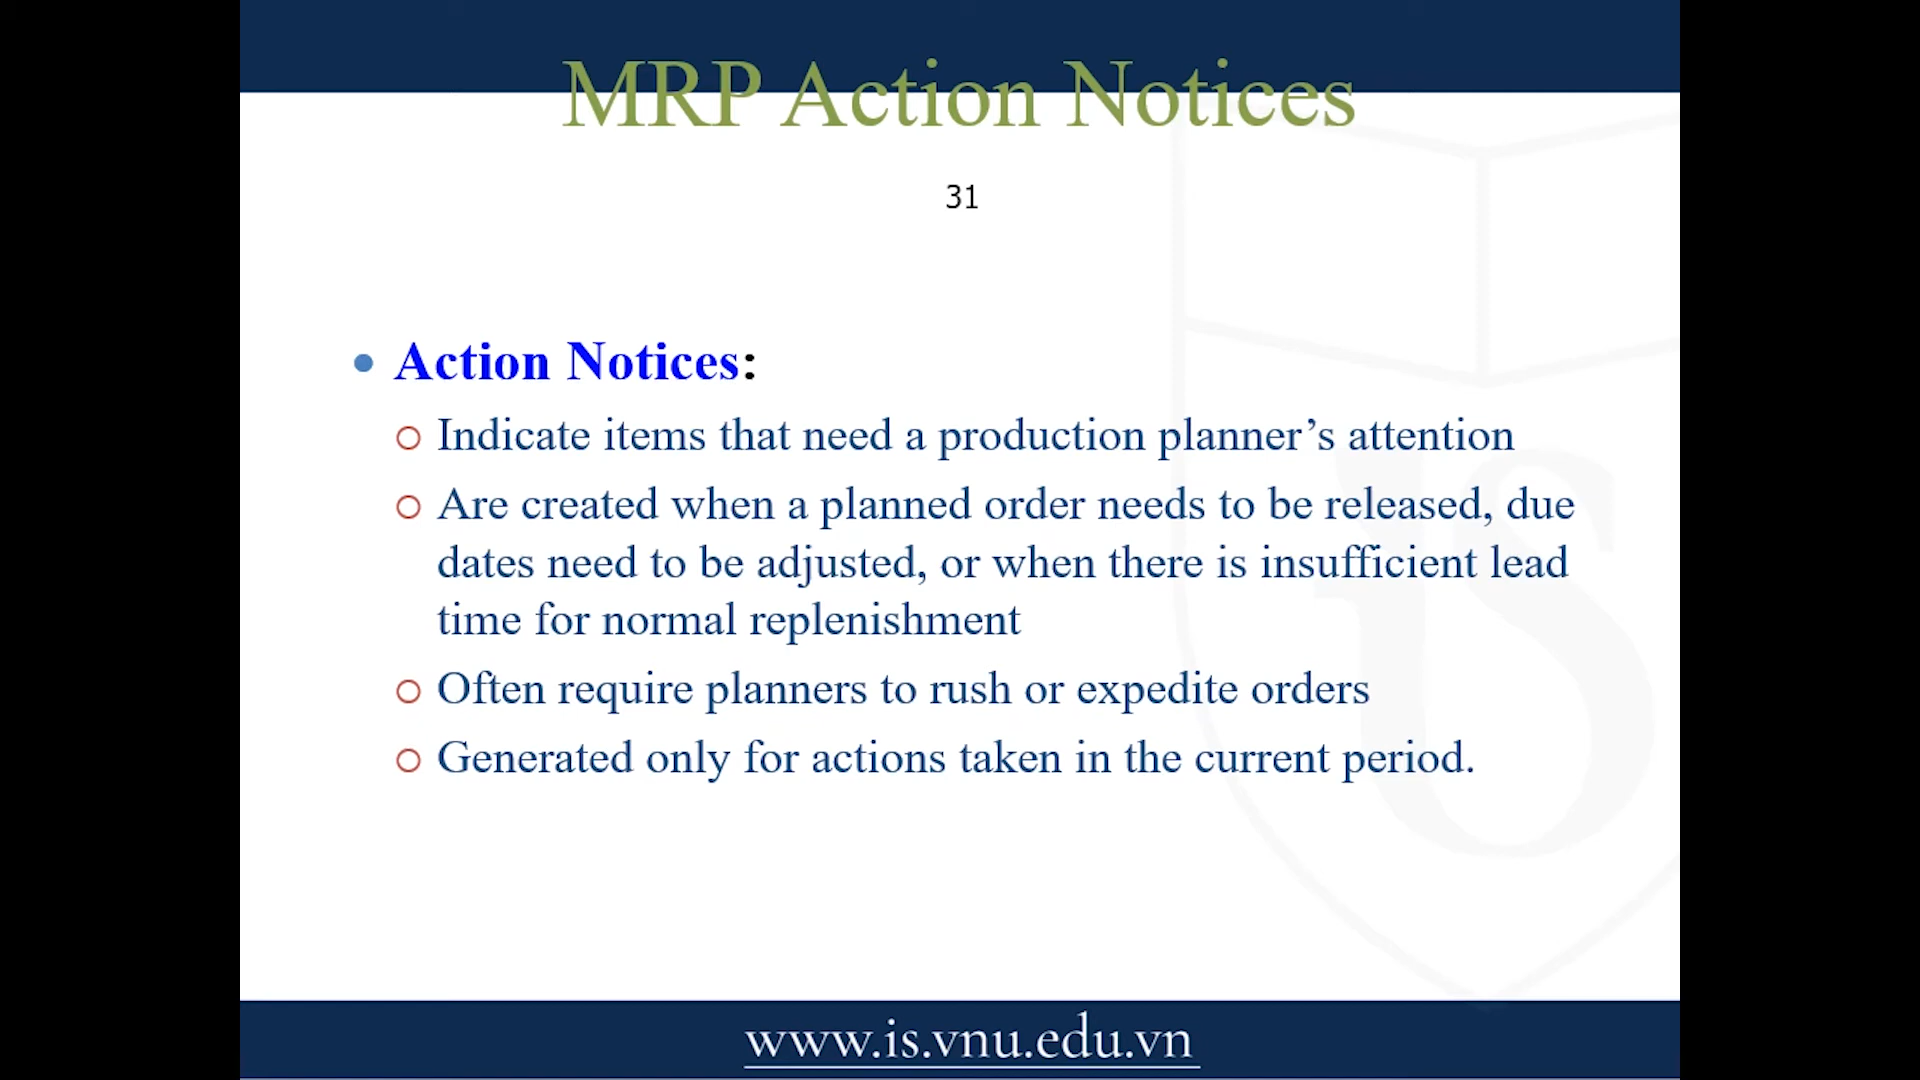 MRP Action Notices
31
• Action Notices:
○ Indicate items that need a production planner’s attention
○ Are created when a planned order needs to be released, due
dates need to be adjusted, or when there is insufficient lead
time for normal replenishment
○ Often require planners to rush or expedite orders
○ Generated only for actions taken in the current period.
www.is.vnu.edu.vn